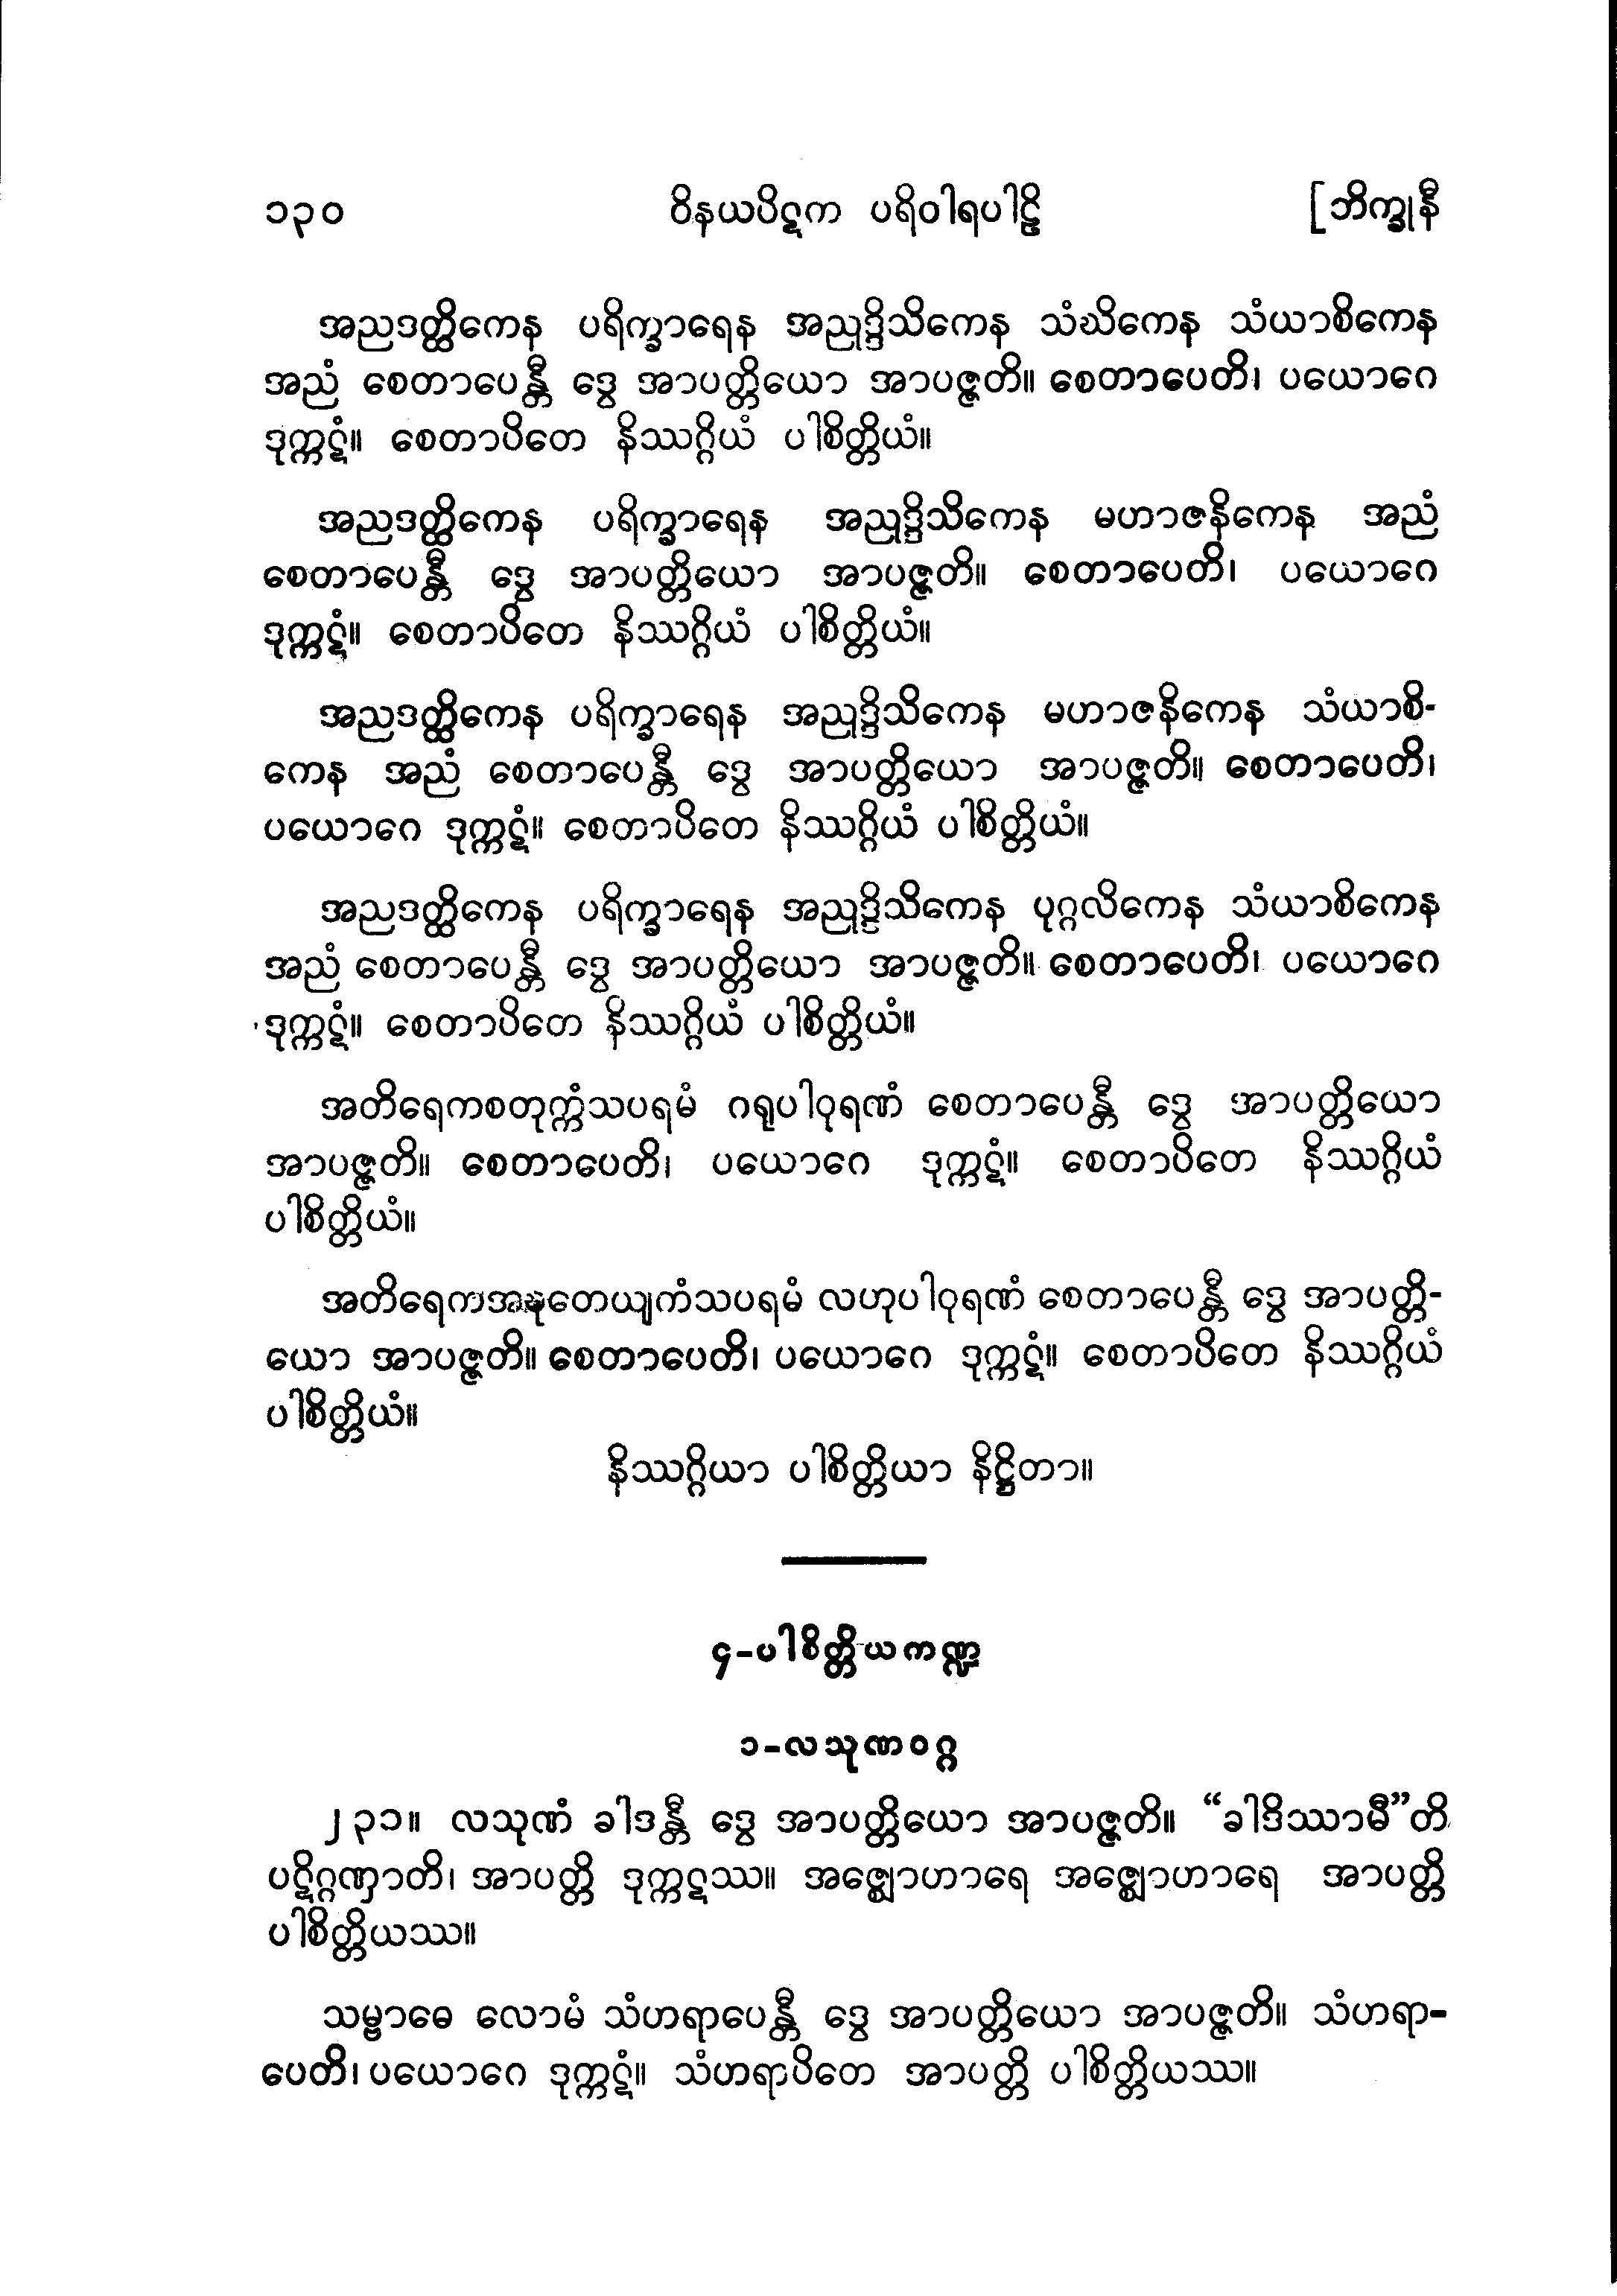 ၁၃၀ ဝိနယပိဋက ပရိဝါရပါဠိ [ဘိက္ခုနီ
အညဒတ္ထိကေန ပရိက္ခာရေန အညုဒ္ဒိသိကေန သံဃိကေန သံယာစိကေန
အညံ စေတာပေန္တီ ဒွေ အာပတ္တိယော အာပဇ္ဇတိ။ စေတာပေတိ၊ ပယောဂေ
ဒုက္ကဋံ။ စေတာပိတေ နိဿဂ္ဂိယံ ပါစိတ္တိယံ။
အညဒတ္ထိကေန ပရိက္ခာရေန အညုဒ္ဒိသိကေန မဟာဇနိကေန အညံ
စေတာပေန္တီ ဒွေ အာပတ္တိယော အာပဇ္ဇတိ။ စေတာပေတိ၊ ပယောဂေ
ဒုက္ကဋံ။ စေတာပိတေ နိဿဂ္ဂိယံ ပါစိတ္တိယံ။
အညဒတ္ထိကေန ပရိက္ခာရေန အညုဒ္ဒိသိကေန မဟာဇနိကေန သံယာစိ-
ကေန အညံ စေတာပေန္တီ ဒွေ အာပတ္တိယော အာပဇ္ဇတိ။ စေတာပေတိ၊
ပယောဂေ ဒုက္ကဋံ။ စေတာပိတေ နိဿဂ္ဂိယံ ပါစိတ္တိယံ။
အညဒတ္ထိကေန ပရိက္ခာရေန အညုဒ္ဒိသိကေန ပုဂ္ဂလိကေန သံယာစိကေန
အညံ စေတာပေန္တီ ဒွေ အာပတ္တိယော အာပဇ္ဇတိ။ စေတာပေတိ၊ ပယောဂေ
ဒုက္ကဋံ။ စေတာပိတေ နိဿဂ္ဂိယံ ပါစိတ္တိယံ။
အတိရေကစတုက္ကံသပရမံ ဂရုပါဝုရဏံ စေတာပေန္တီ ဒွေ အာပတ္တိယော
အာပဇ္ဇတိ။ စေတာပေတိ၊ ပယောဂေ ဒုက္ကဋံ။ စေတာပိတေ နိဿဂ္ဂိယံ
ပါစိတ္တိယံ။
အတိရေကအဍ္ဎတေယျကံသပရမံ လဟုပါဝုရဏံ စေတာပေန္တီ ဒွေ အာပတ္တိ-
ယော အာပဇ္ဇတိ။ စေတာပေတိ၊ ပယောဂေ ဒုက္ကဋံ။ စေတာပိတေ နိဿဂ္ဂိယံ
ပါစိတ္တိယံ။
နိဿဂ္ဂိယာ ပါစိတ္တိယာ နိဋ္ဌိတာ။
၄-ပါစိတ္တိယကဏ္ဍ
၁-လသုဏဝဂ္ဂ
၂၃၁။ လသုဏံ ခါဒန္တီ ဒွေ အာပတ္တိယော အာပဇ္ဇတိ။ “ခါဒိဿာမီ”တိ
ပဋိဂ္ဂဏှာတိ၊ အာပတ္တိ ဒုက္ကဋဿ။ အဇ္ဈောဟာရေ အဇ္ဈောဟာရေ အာပတ္တိ
ပါစိတ္တိယဿ။
သမ္ဗာဓေ လောမံ သံဟရာပေန္တီ ဒွေ အာပတ္တိယော အာပဇ္ဇတိ။ သံဟရာ-
ပေတိ၊ ပယောဂေ ဒုက္ကဋံ။ သံဟရာပိတေ အာပတ္တိ ပါစိတ္တိယဿ။